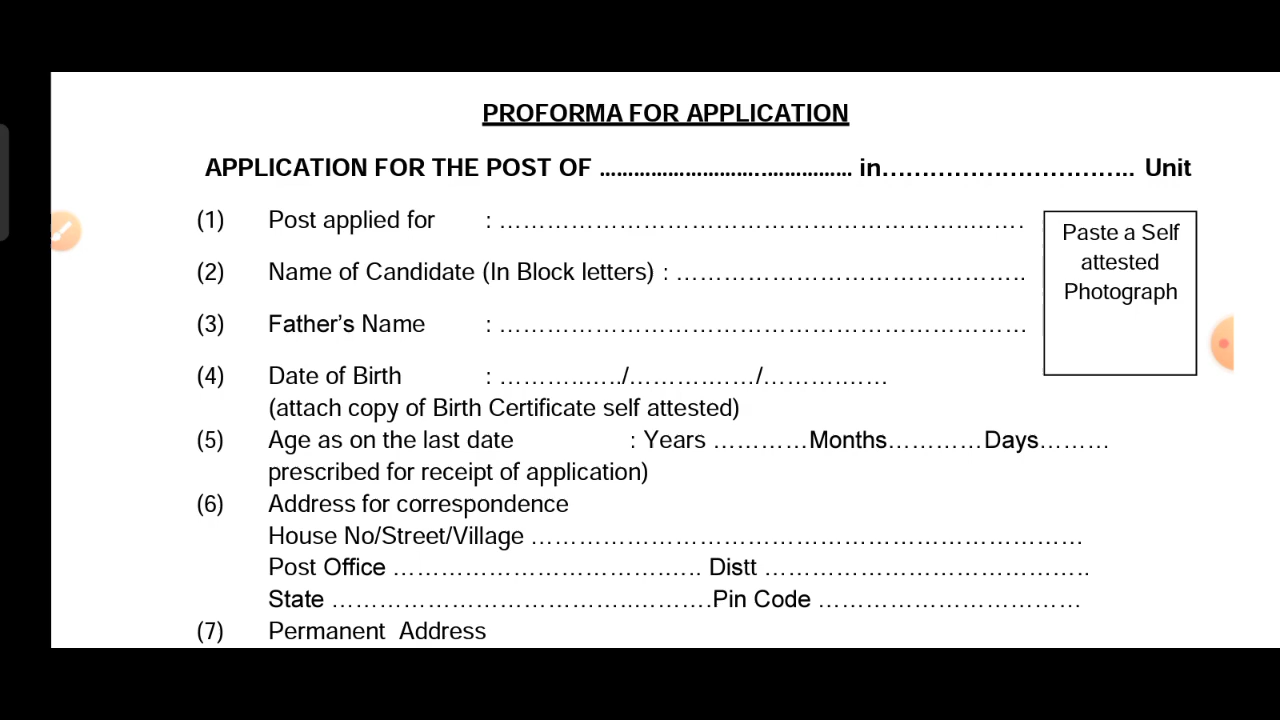 PROFORMA FOR APPLICATION
APPLICATION FOR THE POST OF ........................................ in................................. Unit
(1) Post applied for : ..................................................................
Paste a Self
attested
Photograph
(2) Name of Candidate (In Block letters) : ............................................
(3) Father’s Name : ..................................................................
(4) Date of Birth : ................/................/................
(attach copy of Birth Certificate self attested)
(5) Age as on the last date : Years ............Months............Days.........
prescribed for receipt of application)
(6) Address for correspondence
House No/Street/Village .....................................................................
Post Office ....................................... Distt .........................................
State ................................................Pin Code .................................
(7) Permanent Address